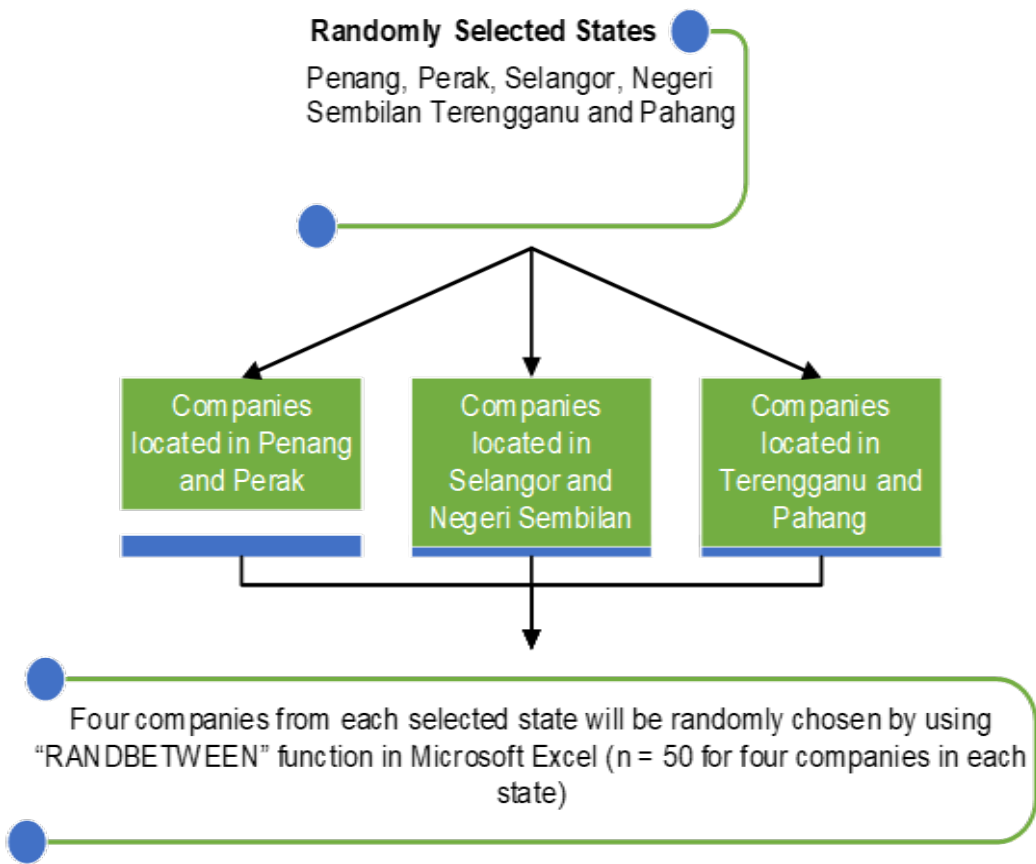 Randomly Selected States
Penang, Perak, Selangor, Negeri
Sembilan Terengganu and Pahang
Companies
located in Penang
and Perak
Companies
located in
Selangor and
Negeri Sembilan
Companies
located in
Terengganu and
Pahang
Four companies from each selected state will be randomly chosen by using
“RANDBETWEEN” function in Microsoft Excel (n = 50 for four companies in each
state)